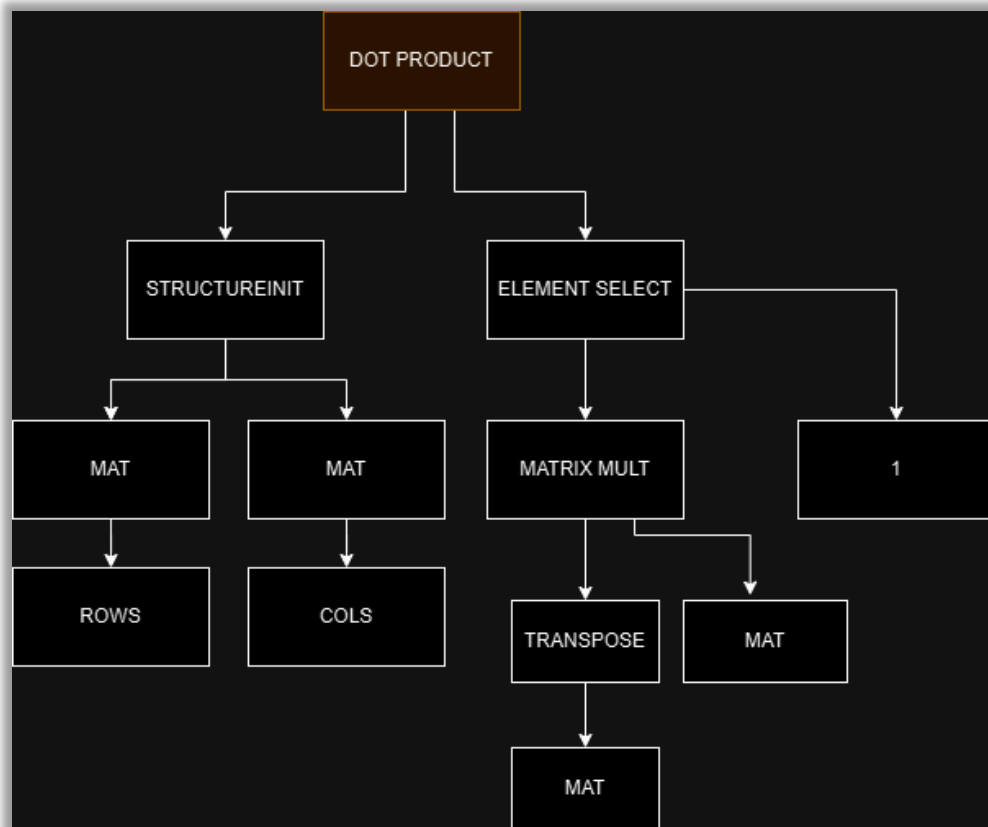 DOT PRODUCT
STRUCTUREINIT
ELEMENT SELECT
MAT
MAT
MATRIX MULT
1
ROWS
COLS
TRANSPOSE
MAT
MAT